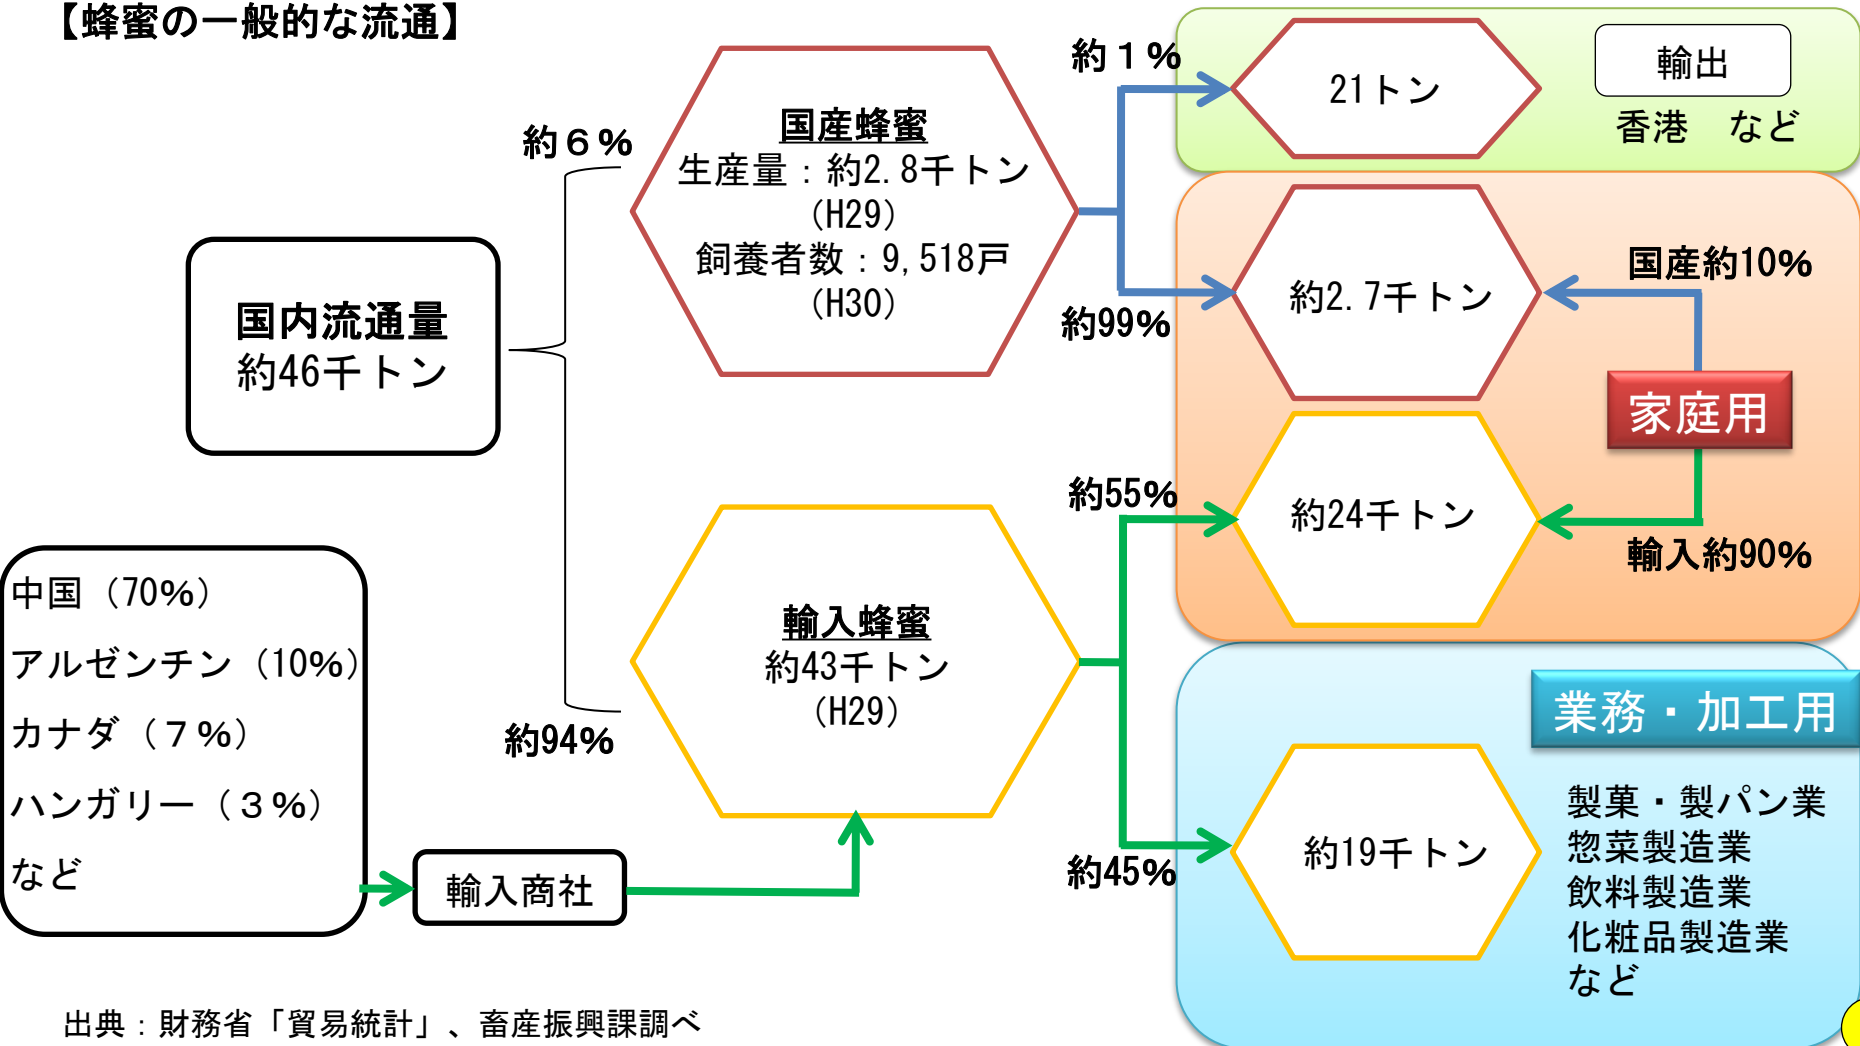 【蜂蜜の一般的な流通】
国内流通量
約46千トン
約６%
約94%
国産蜂蜜
生産量：約2.8千トン
（H29）
飼養者数：9,518戸
（H30）
約１%
21トン
輸出
香港　など
約99%
約2.7千トン
国産約10%
家庭用
約55%
約24千トン
輸入約90%
中国（70%）
アルゼンチン（10%）
カナダ（７%）
ハンガリー（３%）
など
輸入商社
輸入蜂蜜
約43千トン
（H29）
約45%
約19千トン
業務・加工用
製菓・製パン業
惣菜製造業
飲料製造業
化粧品製造業
など
出典：財務省「貿易統計」、畜産振興課調べ